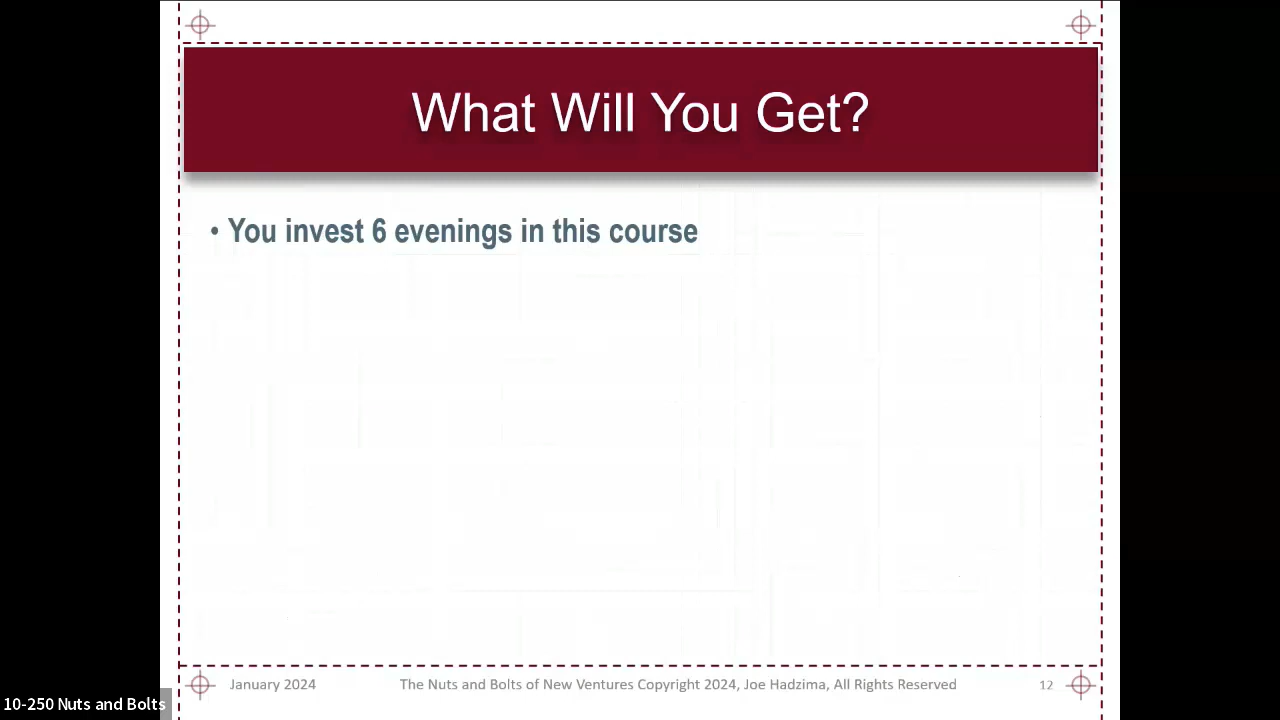 What Will You Get?
• You invest 6 evenings in this course
January 2024 The Nuts and Bolts of New Ventures Copyright 2024, Joe Hadzima, All Rights Reserved 12
10-250 Nuts and Bolts